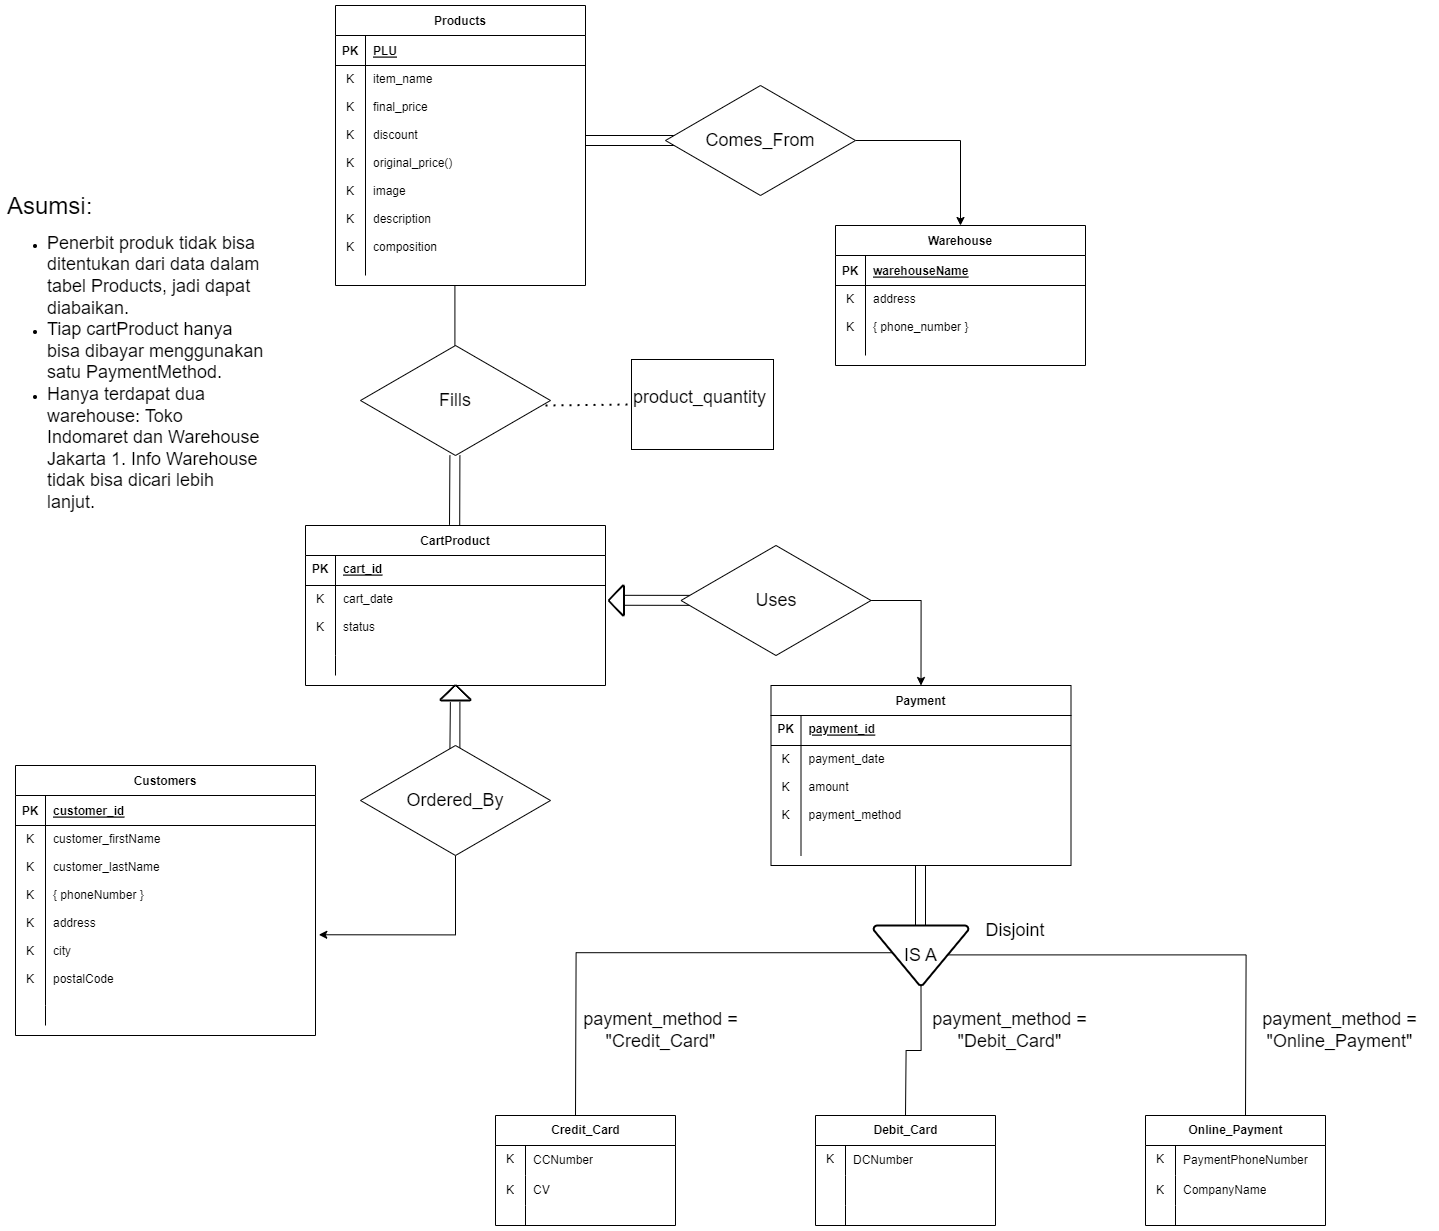 Products
PK PLU
K item_name
K final_price
K discount
K original_price()
K image
K description
K composition
Comes_From
Warehouse
PK warehouseName
K address
K { phone_number }
Asumsi:
• Penerbit produk tidak bisa
ditentukan dari data dalam
tabel Products, jadi dapat
diabaikan.
• Tiap cartProduct hanya
bisa dibayar menggunakan
satu PaymentMethod.
• Hanya terdapat dua
warehouse: Toko
Indomaret dan Warehouse
Jakarta 1. Info Warehouse
tidak bisa dicari lebih
lanjut.
Fills
product_quantity
CartProduct
PK cart_id
K cart_date
K status
Uses
Payment
PK payment_id
K payment_date
K amount
K payment_method
Ordered_By
Customers
PK customer_id
K customer_firstName
K customer_lastName
K { phoneNumber }
K address
K city
K postalCode
IS A
Disjoint
payment_method =
"Credit_Card"
payment_method =
"Debit_Card"
payment_method =
"Online_Payment"
Credit_Card
K CCNumber
K CV
Debit_Card
K DCNumber
Online_Payment
K PaymentPhoneNumber
K CompanyName